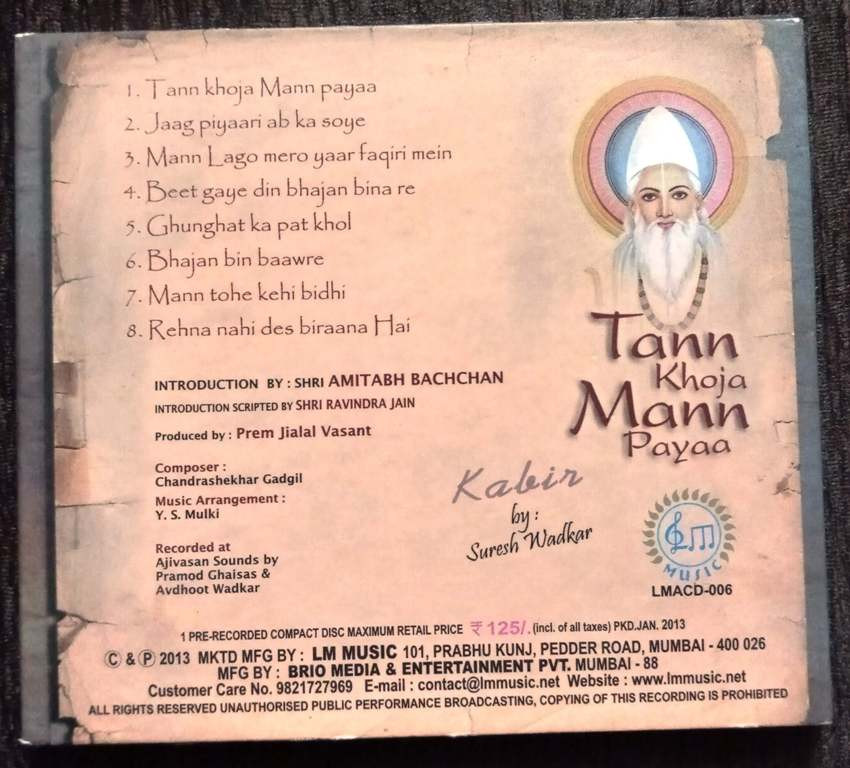 1. Tann khoja Mann payaa
2. Jaag piyaari ab ka soye
3. Mann Lago mero yaar faqiri mein
4. Beet gaye din bhajan bina re
5. Ghunghat ka pat khol
6. Bhajan bin baawre
7. Mann tohe kehi bidhi
8. Rehna nahi des biraana Hai
Tann
Khoja
Mann
Payaa
INTRODUCTION BY : SHRI AMITABH BACHCHAN
INTRODUCTION SCRIPTED BY SHRI RAVINDRA JAIN
Produced by : Prem Jialal Vasant
Composer :
Chandrashekhar Gadgil
Music Arrangement :
Y. S. Mulki
Recorded at
Ajivasan Sounds by
Pramod Ghaisas &
Avdhoot Wadkar
Kabir
by :
Suresh Wadkar
MUSIC
LMACD-006
1 PRE-RECORDED COMPACT DISC MAXIMUM RETAIL PRICE ₹ 125/. (incl. of all taxes) PKD.JAN. 2013
© & ℗ 2013 MKTD MFG BY : LM MUSIC 101, PRABHU KUNJ, PEDDER ROAD, MUMBAI - 400 026
MFG BY : BRIO MEDIA & ENTERTAINMENT PVT. MUMBAI - 88
Customer Care No. 9821727969 E-mail : contact@lmmusic.net Website : www.lmmusic.net
ALL RIGHTS RESERVED UNAUTHORISED PUBLIC PERFORMANCE BROADCASTING, COPYING OF THIS RECORDING IS PROHIBITED